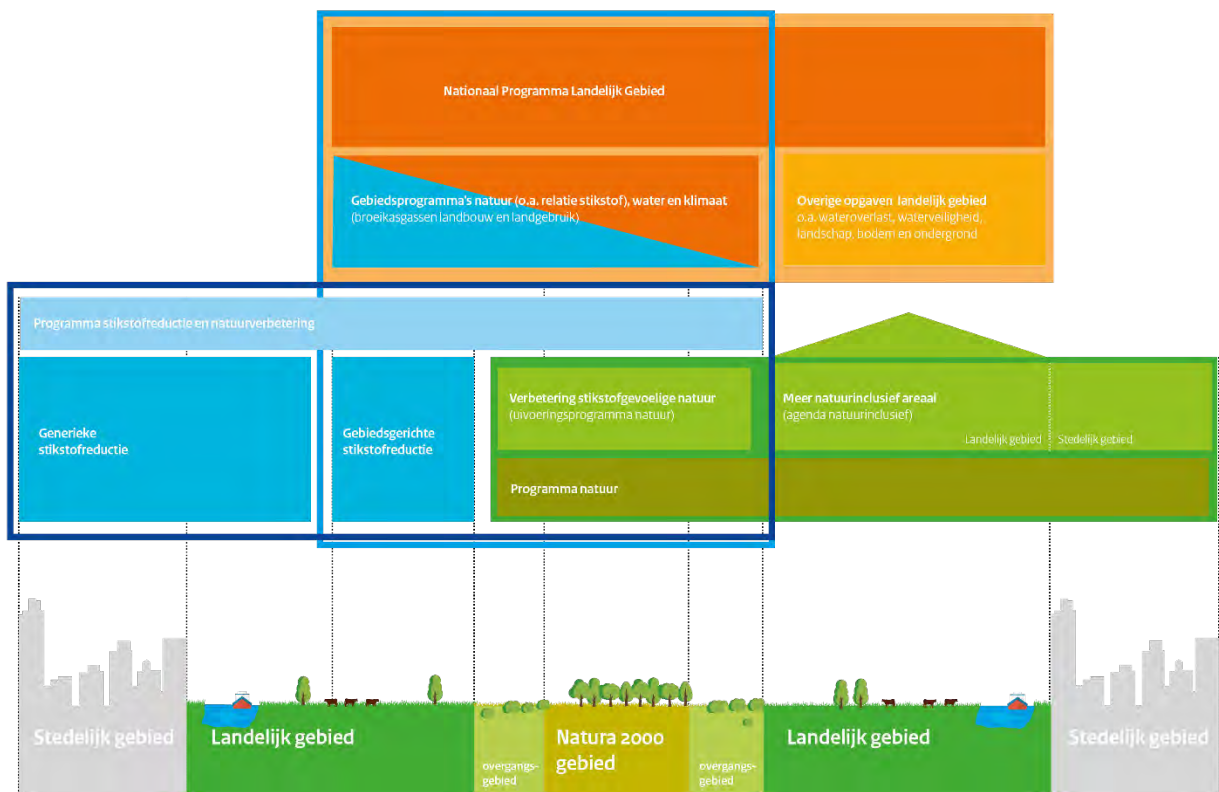 Nationaal Programma Landelijk Gebied
Gebiedsprogramma's natuur (o.a. relatie stikstof), water en klimaat
(broeikasgassen landbouw en landgebruik)
Overige opgaven landelijk gebied
o.a. wateroverlast, waterveiligheid,
landschap, bodem en ondergrond
Programma stikstofreductie en natuurverbetering
Generieke
stikstofreductie
Gebiedsgerichte
stikstofreductie
Verbetering stikstofgevoelige natuur
(uivoeringsprogramma natuur)
Meer natuurinclusief areaal
(agenda natuurinclusief)
Landelijk gebied
Stedelijk gebied
Programma natuur
Stedelijk gebied
Landelijk gebied
overgangs-
gebied
Natura 2000
gebied
overgangs-
gebied
Landelijk gebied
Stedelijk gebied